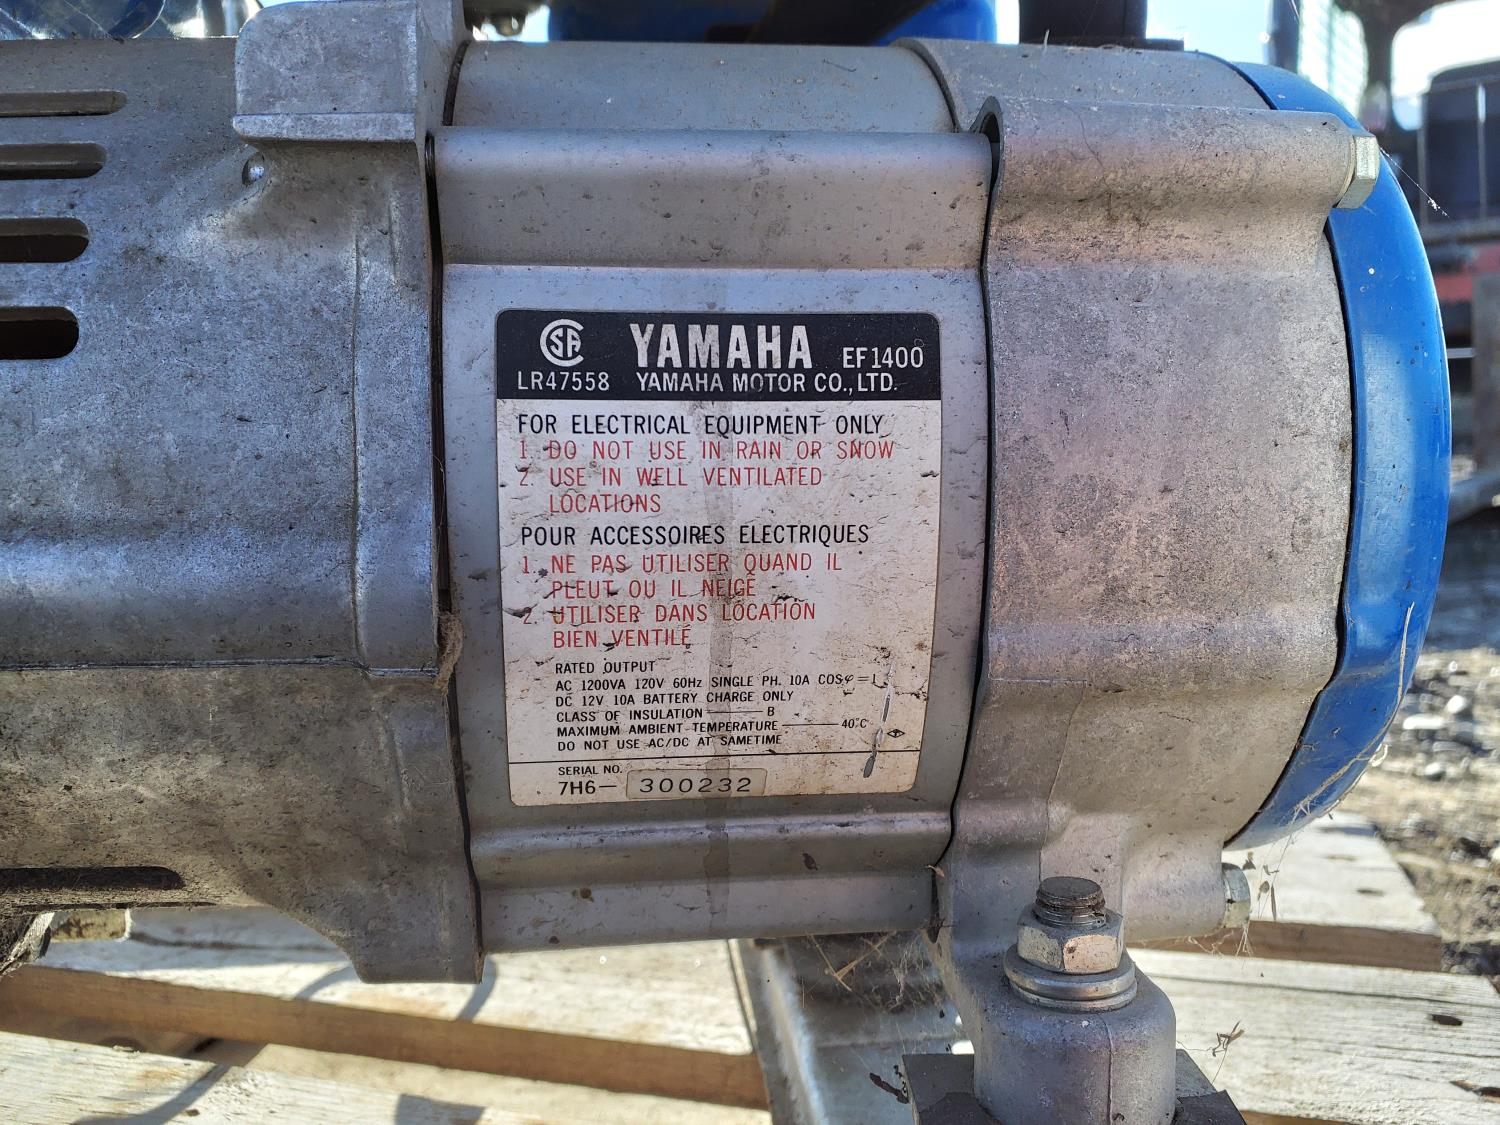 YAMAHA EF1400
LR47558 YAMAHA MOTOR CO., LTD.
FOR ELECTRICAL EQUIPMENT ONLY
1. DO NOT USE IN RAIN OR SNOW
2. USE IN WELL VENTILATED
LOCATIONS
POUR ACCESSOIRES ELECTRIQUES
1. NE PAS UTILISER QUAND IL
PLEUT OU IL NEIGE
2. UTILISER DANS LOCATION
BIEN VENTILÉ
RATED OUTPUT
AC 1200VA 120V 60Hz SINGLE PH. 10A COSφ=1
DC 12V 10A BATTERY CHARGE ONLY
CLASS OF INSULATION — B
MAXIMUM AMBIENT TEMPERATURE — 40°C
DO NOT USE AC/DC AT SAMETIME
SERIAL NO.
7H6— 300232